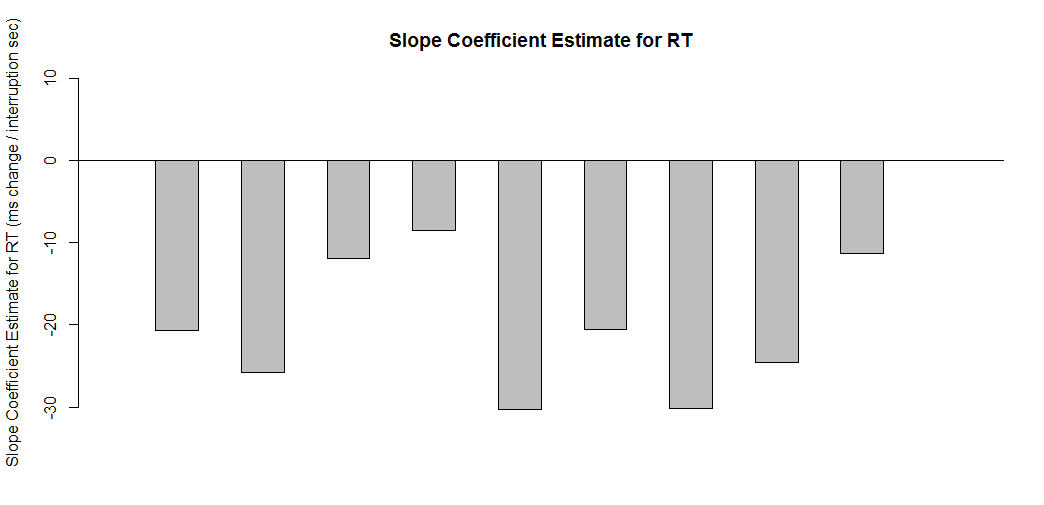 Slope Coefficient Estimate for RT
Slope Coefficient Estimate for RT (ms change / interruption sec)
10
0
-10
-20
-30